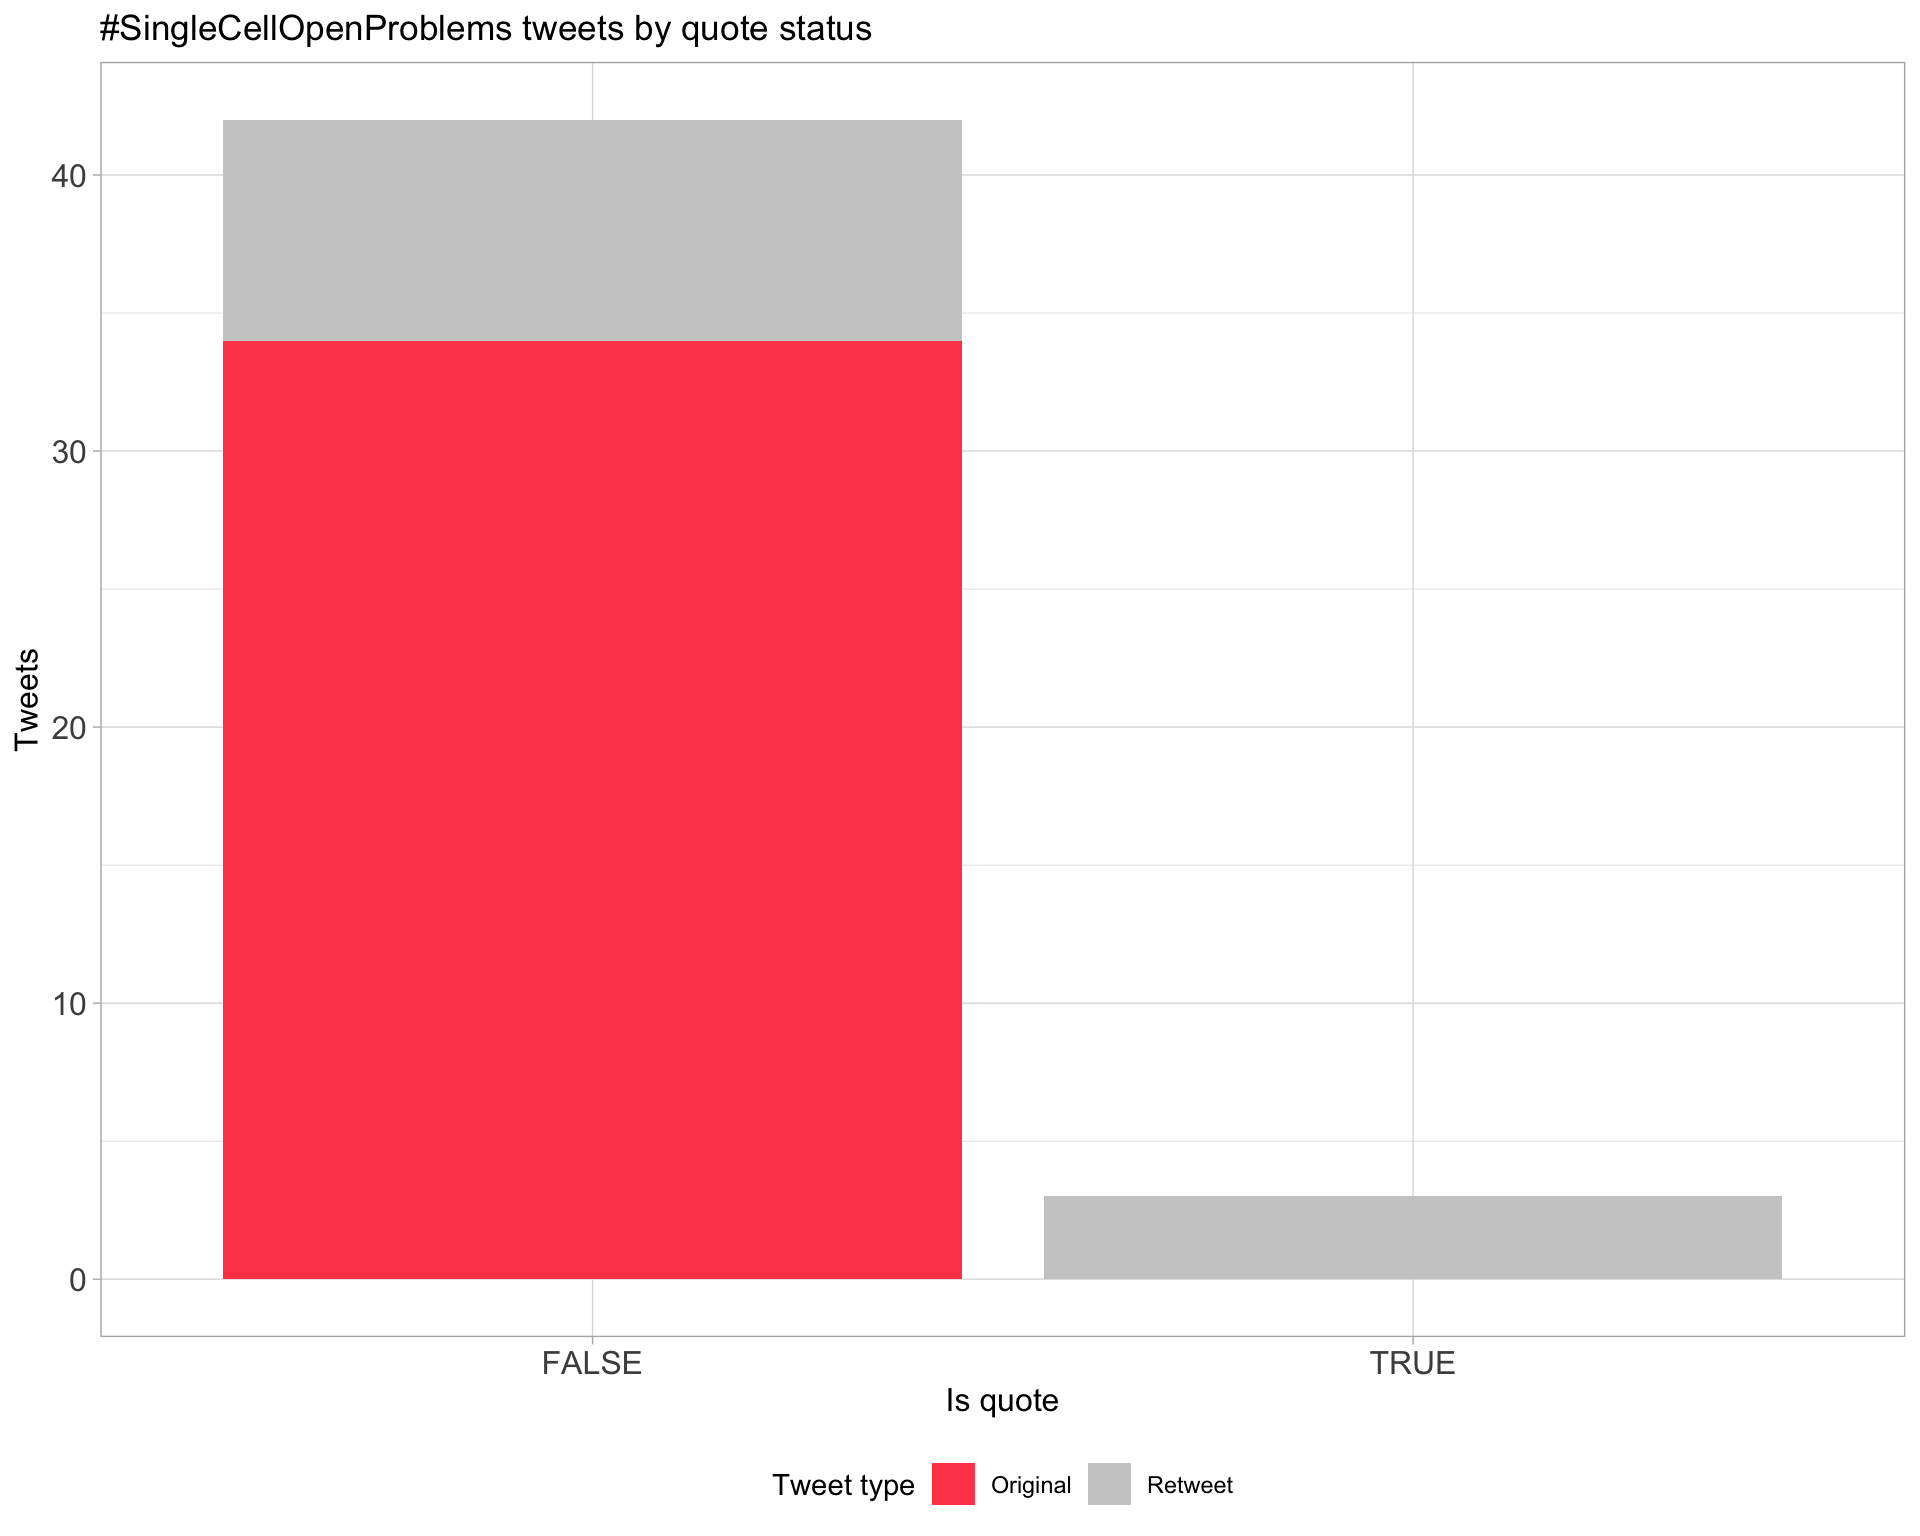 #SingleCellOpenProblems tweets by quote status
Tweets
40
30
20
10
0
FALSE TRUE
Is quote
Tweet type Original Retweet